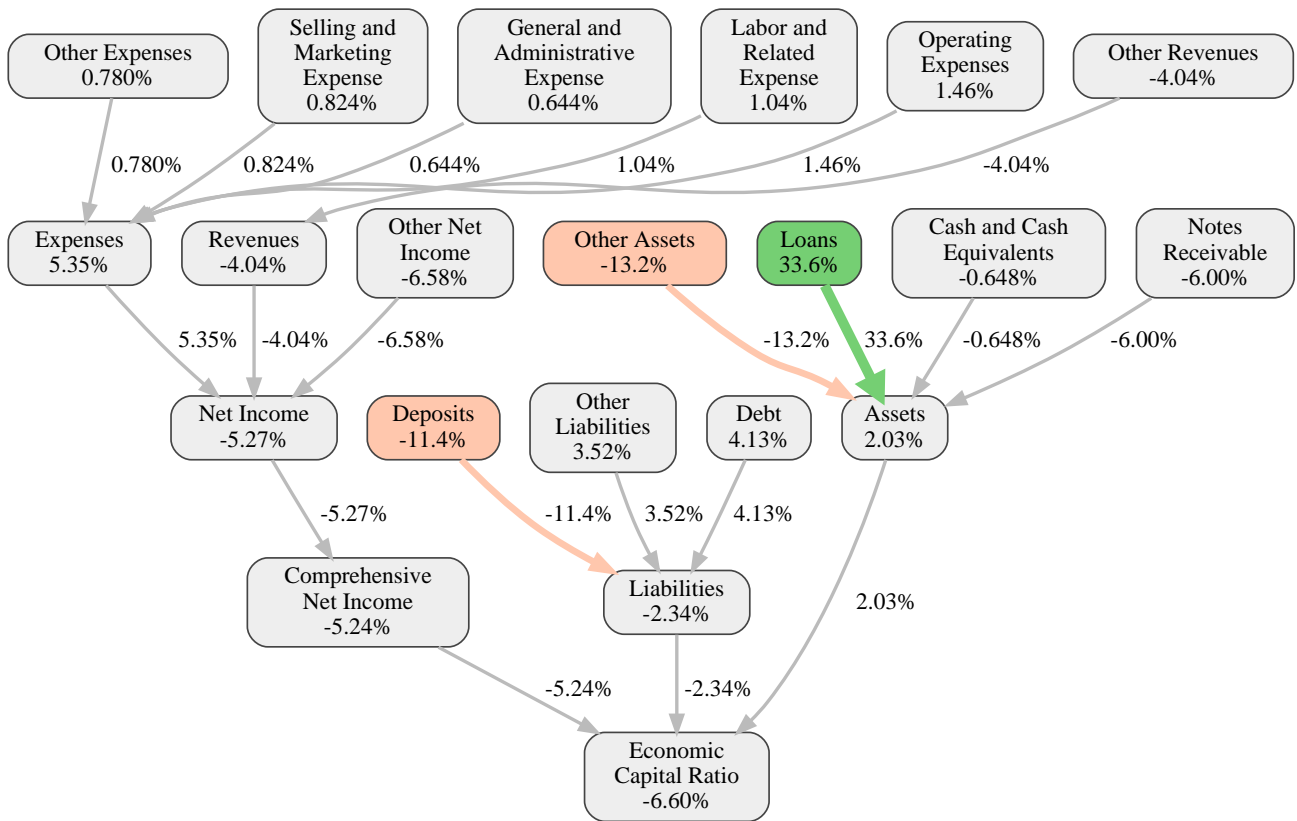 Other Expenses
0.780%
Selling and
Marketing
Expense
0.824%
General and
Administrative
Expense
0.644%
Labor and
Related
Expense
1.04%
Operating
Expenses
1.46%
Other Revenues
-4.04%
0.780%
0.824%
0.644%
1.04%
1.46%
-4.04%
Expenses
5.35%
Revenues
-4.04%
Other Net
Income
-6.58%
Other Assets
-13.2%
Loans
33.6%
Cash and Cash
Equivalents
-0.648%
Notes
Receivable
-6.00%
5.35%
-4.04%
-6.58%
-13.2%
33.6%
-0.648%
-6.00%
Net Income
-5.27%
Deposits
-11.4%
Other
Liabilities
3.52%
Debt
4.13%
Assets
2.03%
-5.27%
-11.4%
3.52%
4.13%
2.03%
Comprehensive
Net Income
-5.24%
Liabilities
-2.34%
-5.24%
-2.34%
Economic
Capital Ratio
-6.60%